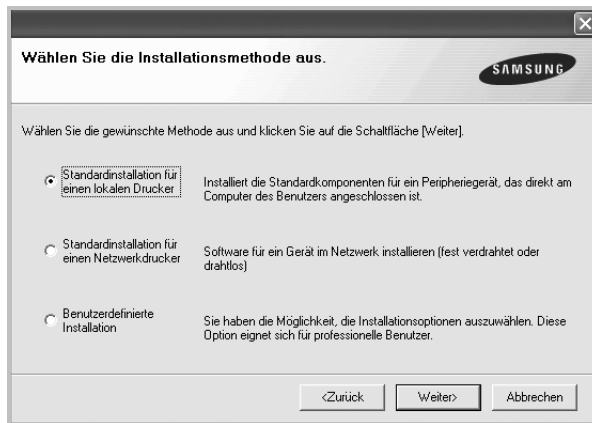 Wählen Sie die Installationsmethode aus.
SAMSUNG
Wählen Sie die gewünschte Methode aus und klicken Sie auf die Schaltfläche [Weiter].
Standardinstallation für
einen lokalen Drucker
Installiert die Standardkomponenten für ein Peripheriegerät, das direkt am
Computer des Benutzers angeschlossen ist.
Standardinstallation für
einen Netzwerkdrucker
Software für ein Gerät im Netzwerk installieren (fest verdrahtet oder
drahtlos)
Benutzerdefinierte
Installation
Sie haben die Möglichkeit, die Installationsoptionen auszuwählen. Diese
Option eignet sich für professionelle Benutzer.
<Zurück
Weiter>
Abbrechen